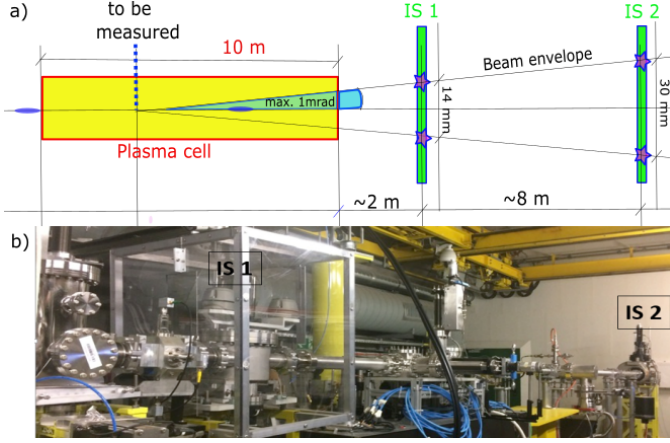 a)
to be
measured
10 m
IS 1
IS 2
Beam envelope
max. 1mrad
14 mm
30 mm
Plasma cell
~2 m
~8 m
b)
IS 1
IS 2